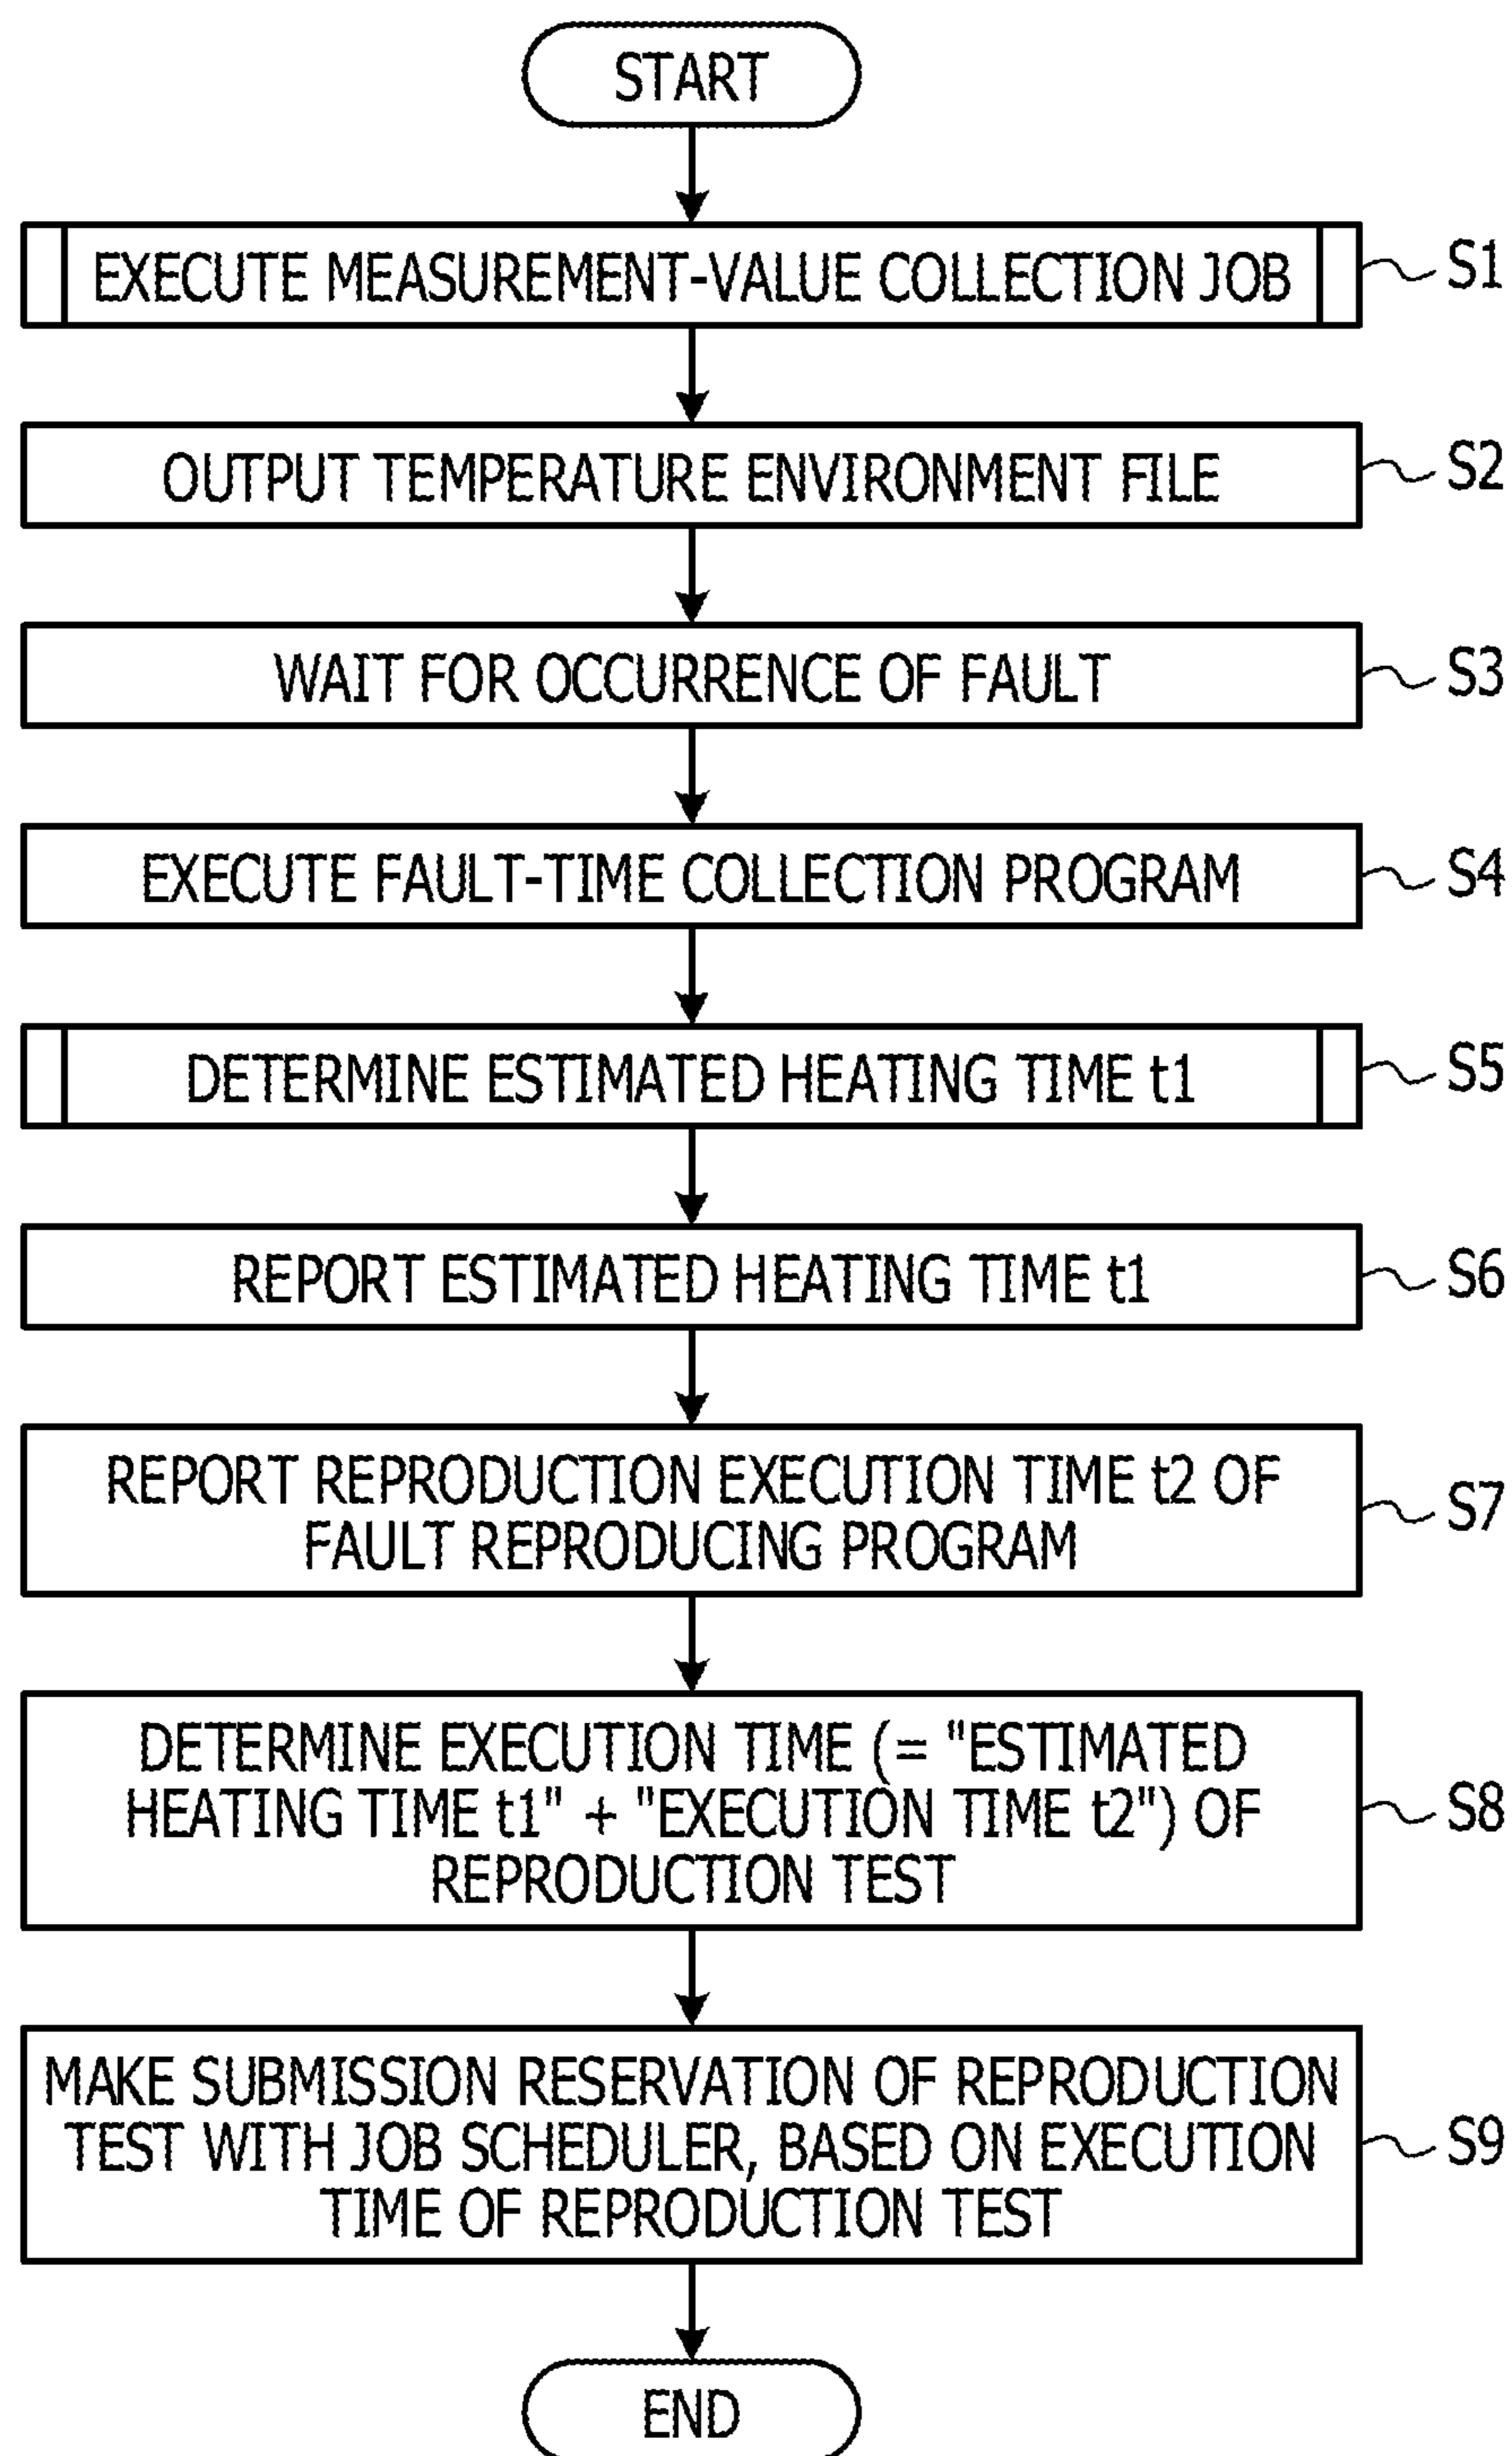 START
EXECUTE MEASUREMENT-VALUE COLLECTION JOB
S1
OUTPUT TEMPERATURE ENVIRONMENT FILE
S2
WAIT FOR OCCURRENCE OF FAULT
S3
EXECUTE FAULT-TIME COLLECTION PROGRAM
S4
DETERMINE ESTIMATED HEATING TIME t1
S5
REPORT ESTIMATED HEATING TIME t1
S6
REPORT REPRODUCTION EXECUTION TIME t2 OF
FAULT REPRODUCING PROGRAM
S7
DETERMINE EXECUTION TIME (= "ESTIMATED
HEATING TIME t1" + "EXECUTION TIME t2") OF
REPRODUCTION TEST
S8
MAKE SUBMISSION RESERVATION OF REPRODUCTION
TEST WITH JOB SCHEDULER, BASED ON EXECUTION
TIME OF REPRODUCTION TEST
S9
END